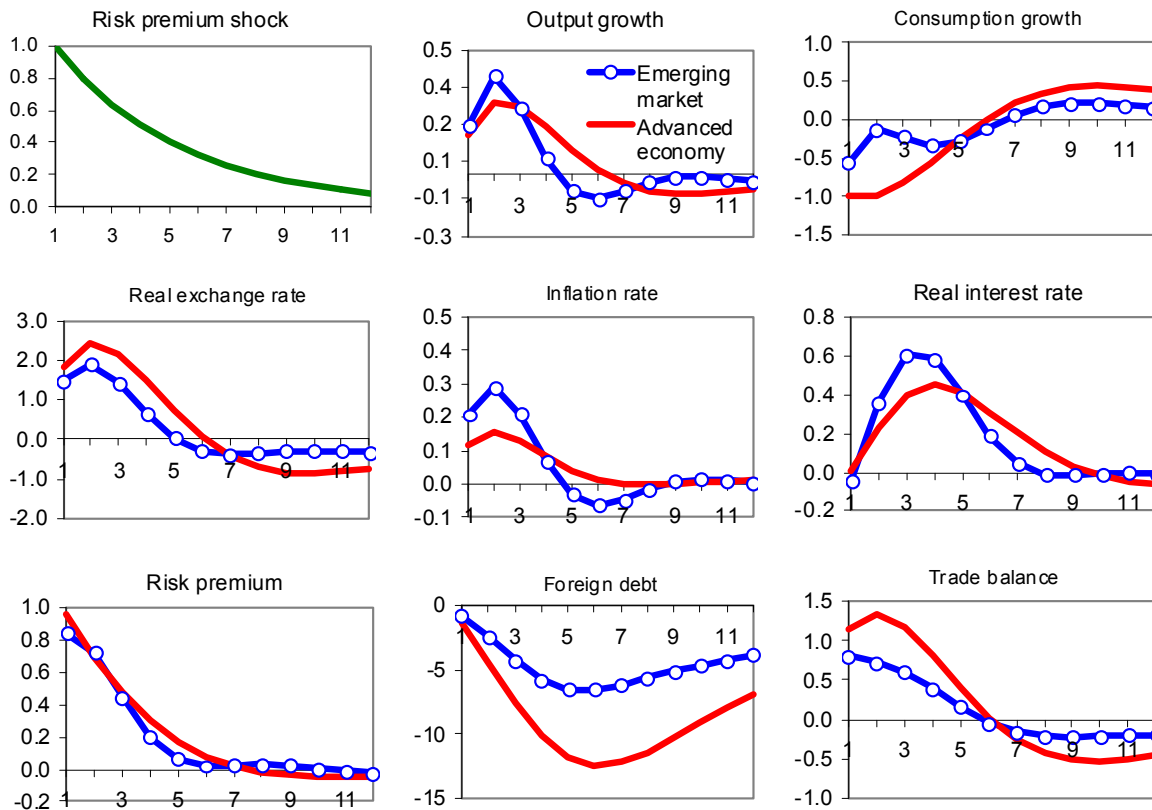 Risk premium shock
1.0
0.8
0.6
0.4
0.2
0.0
1 3 5 7 9 11
Output growth
0.5
0.4
0.2
0.1
-0.1
-0.3
1 3 5 7 9 11
Emerging
market
Advanced
economy
Consumption growth
1.0
0.5
0.0
-0.5
-1.0
-1.5
1 3 5 7 9 11
Real exchange rate
3.0
2.0
1.0
0.0
-1.0
-2.0
1 3 5 7 9 11
Inflation rate
0.5
0.4
0.3
0.2
0.1
0.0
-0.1
1 3 5 7 9 11
Real interest rate
0.8
0.6
0.4
0.2
0.0
-0.2
1 3 5 7 9 11
Risk premium
1.0
0.8
0.6
0.4
0.2
0.0
-0.2
1 3 5 7 9 11
Foreign debt
0
-5
-10
-15
1 3 5 7 9 11
Trade balance
1.5
1.0
0.5
0.0
-0.5
-1.0
1 3 5 7 9 11